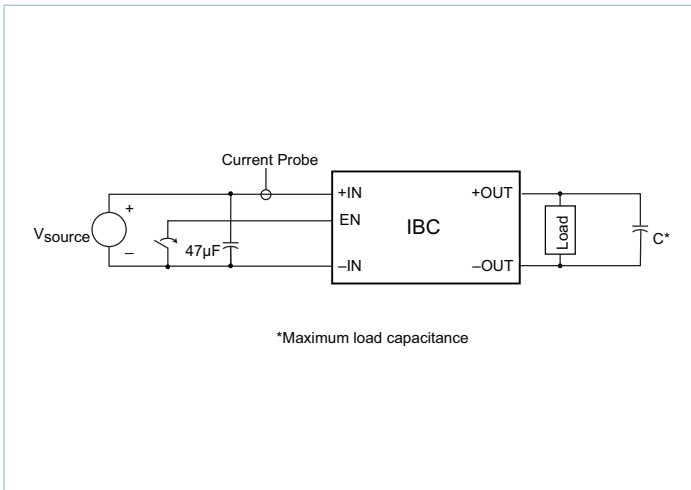 Current Probe
+IN
+OUT
EN
IBC
+
Vsource
–
47µF
Load
C*
–IN
–OUT
*Maximum load capacitance